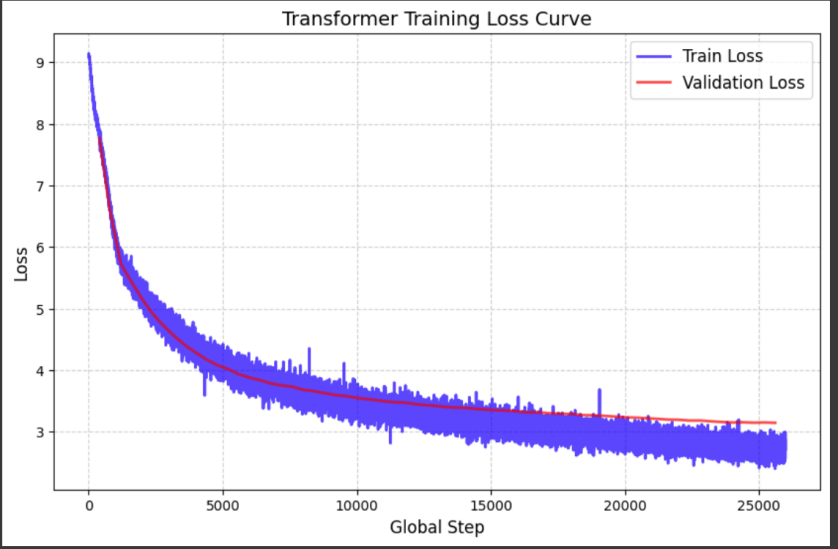 Transformer Training Loss Curve
Train Loss
Validation Loss
9
8
7
6
5
4
3
Loss
0 5000 10000 15000 20000 25000
Global Step